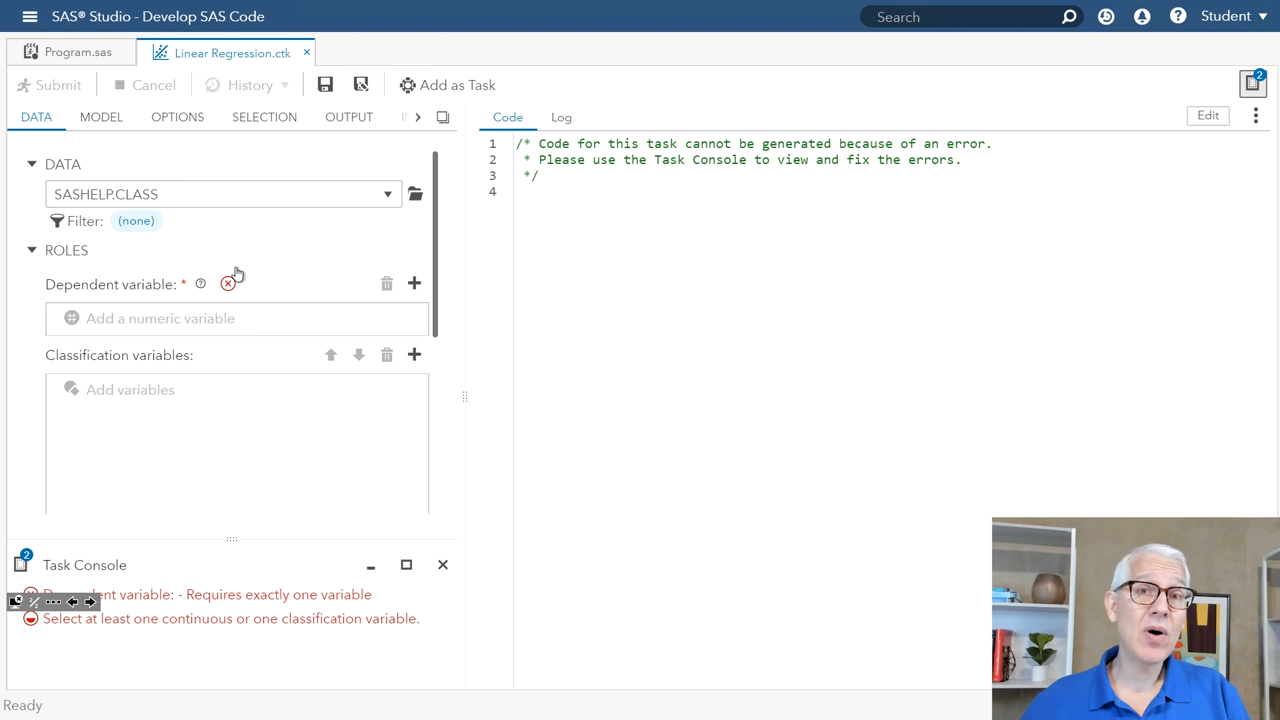 SAS® Studio - Develop SAS Code
Search
Student
Program.sas
Linear Regression.ctk
Submit
Cancel
History
Add as Task
2
DATA
MODEL
OPTIONS
SELECTION
OUTPUT
Code
Log
Edit
DATA
SASHELP.CLASS
Filter: (none)
ROLES
Dependent variable: *
Add a numeric variable
Classification variables:
Add variables
1 /* Code for this task cannot be generated because of an error.
2 * Please use the Task Console to view and fix the errors.
3 */
4
2
Task Console
variable: - Requires exactly one variable
Select at least one continuous or one classification variable.
Ready